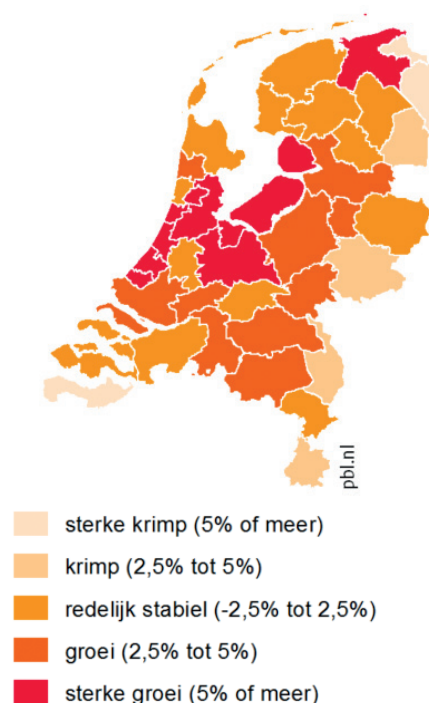 pbl.nl
sterke krimp (5% of meer)
krimp (2,5% tot 5%)
redelijk stabiel (-2,5% tot 2,5%)
groei (2,5% tot 5%)
sterke groei (5% of meer)